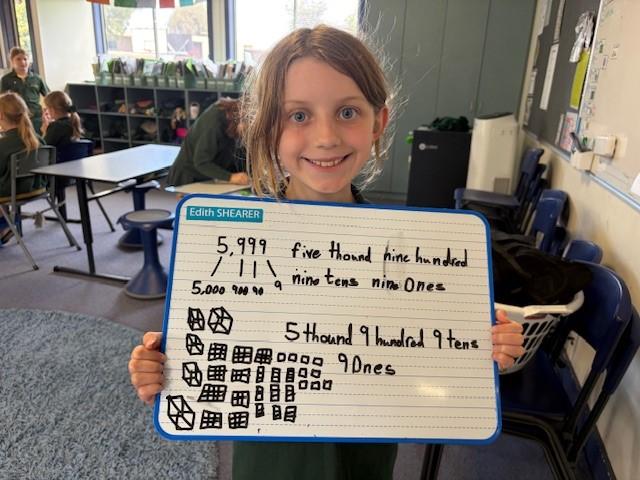 Edith SHEARER
5,999
five thound nine hundred
nine tens nine Ones
5,000 900 90 9
5 thound 9 hundred 9 tens
9 Ones